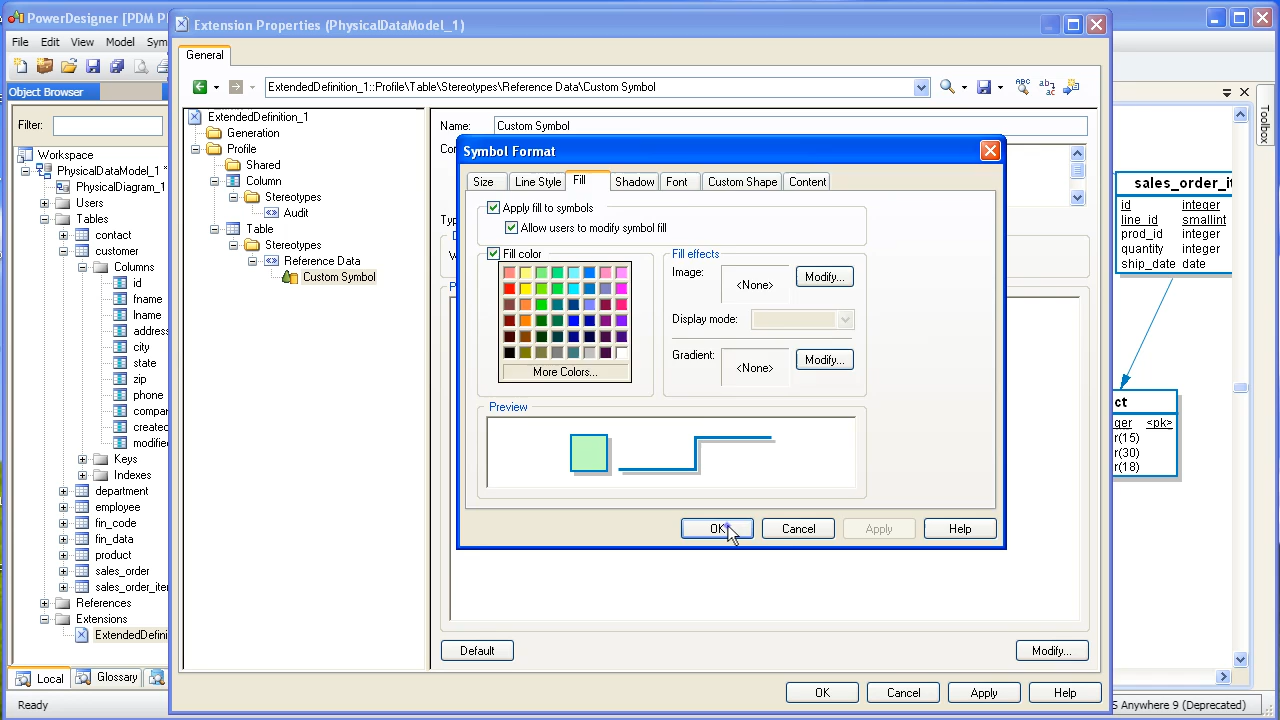 PowerDesigner [PDM P
Extension Properties (PhysicalDataModel_1)
File Edit View Model Sym
General
Object Browser
ExtendedDefinition_1::Profile\Table\Stereotypes\Reference Data\Custom Symbol
Filter:
Workspace
PhysicalDataModel_1 *
PhysicalDiagram_1
Users
Tables
contact
customer
Columns
id
fname
lname
address
city
state
zip
phone
compar
created
modifie
Keys
Indexes
department
employee
fin_code
fin_data
product
sales_order
sales_order_iter
References
Extensions
ExtendedDefini
Local Glossary
Ready
ExtendedDefinition_1
Generation
Profile
Shared
Column
Stereotypes
Audit
Table
Stereotypes
Reference Data
Custom Symbol
Name: Custom Symbol
Symbol Format
Size Line Style Fill Shadow Font Custom Shape Content
Apply fill to symbols
Allow users to modify symbol fill
Fill color
More Colors...
Fill effects
Image: <None> Modify...
Display mode:
Gradient: <None> Modify...
Preview
OK Cancel Apply Help
Default Modify...
OK Cancel Apply Help
Toolbox
sales_order_it
id integer
line_id smallint
prod_id integer
quantity integer
ship_date date
ct
ger <pk>
r(15)
r(30)
r(18)
S Anywhere 9 (Deprecated)